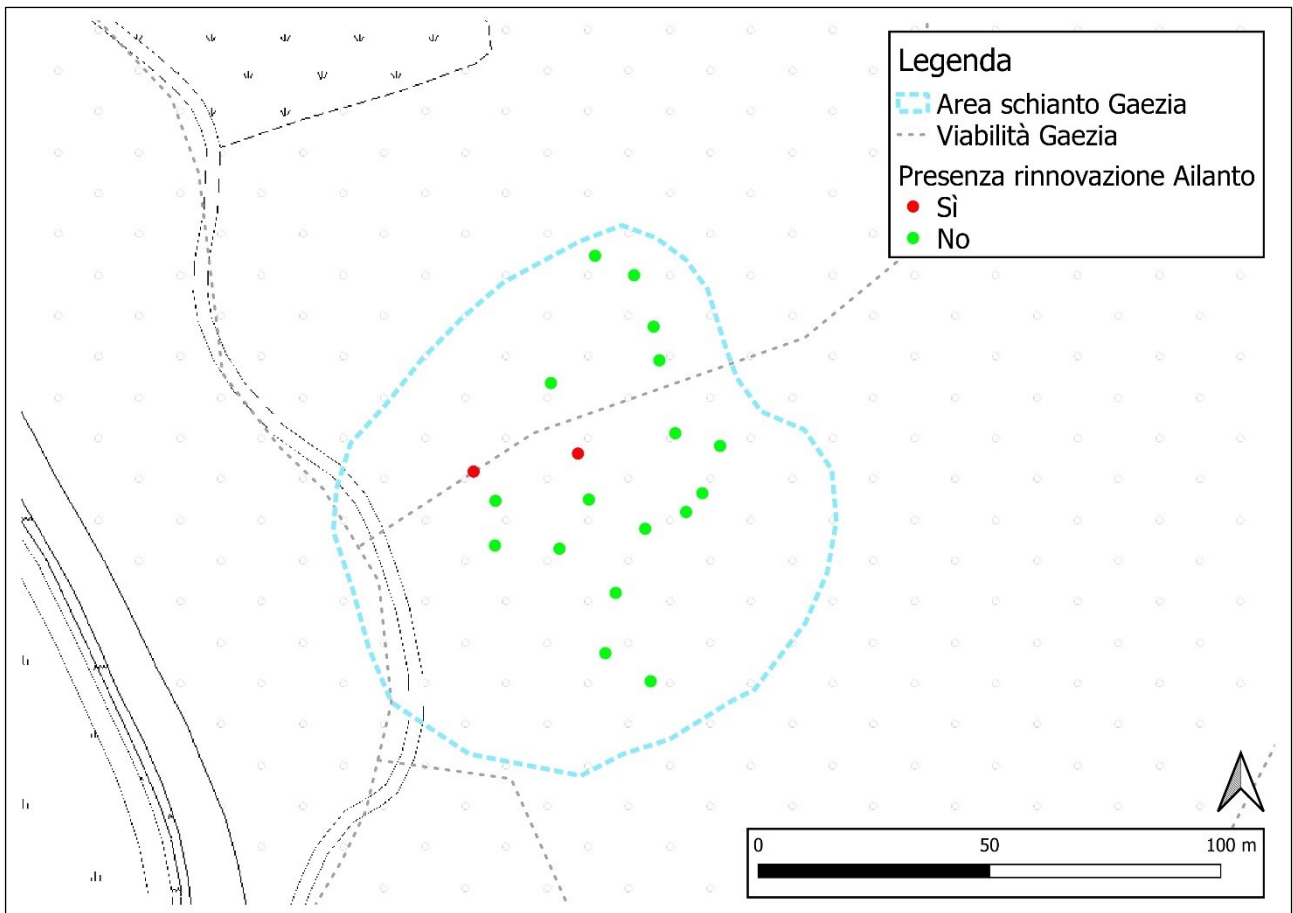 Legenda
Area schianto Gaezia
Viabilità Gaezia
Presenza rinnovazione Ailanto
Sì
No
0 50 100 m